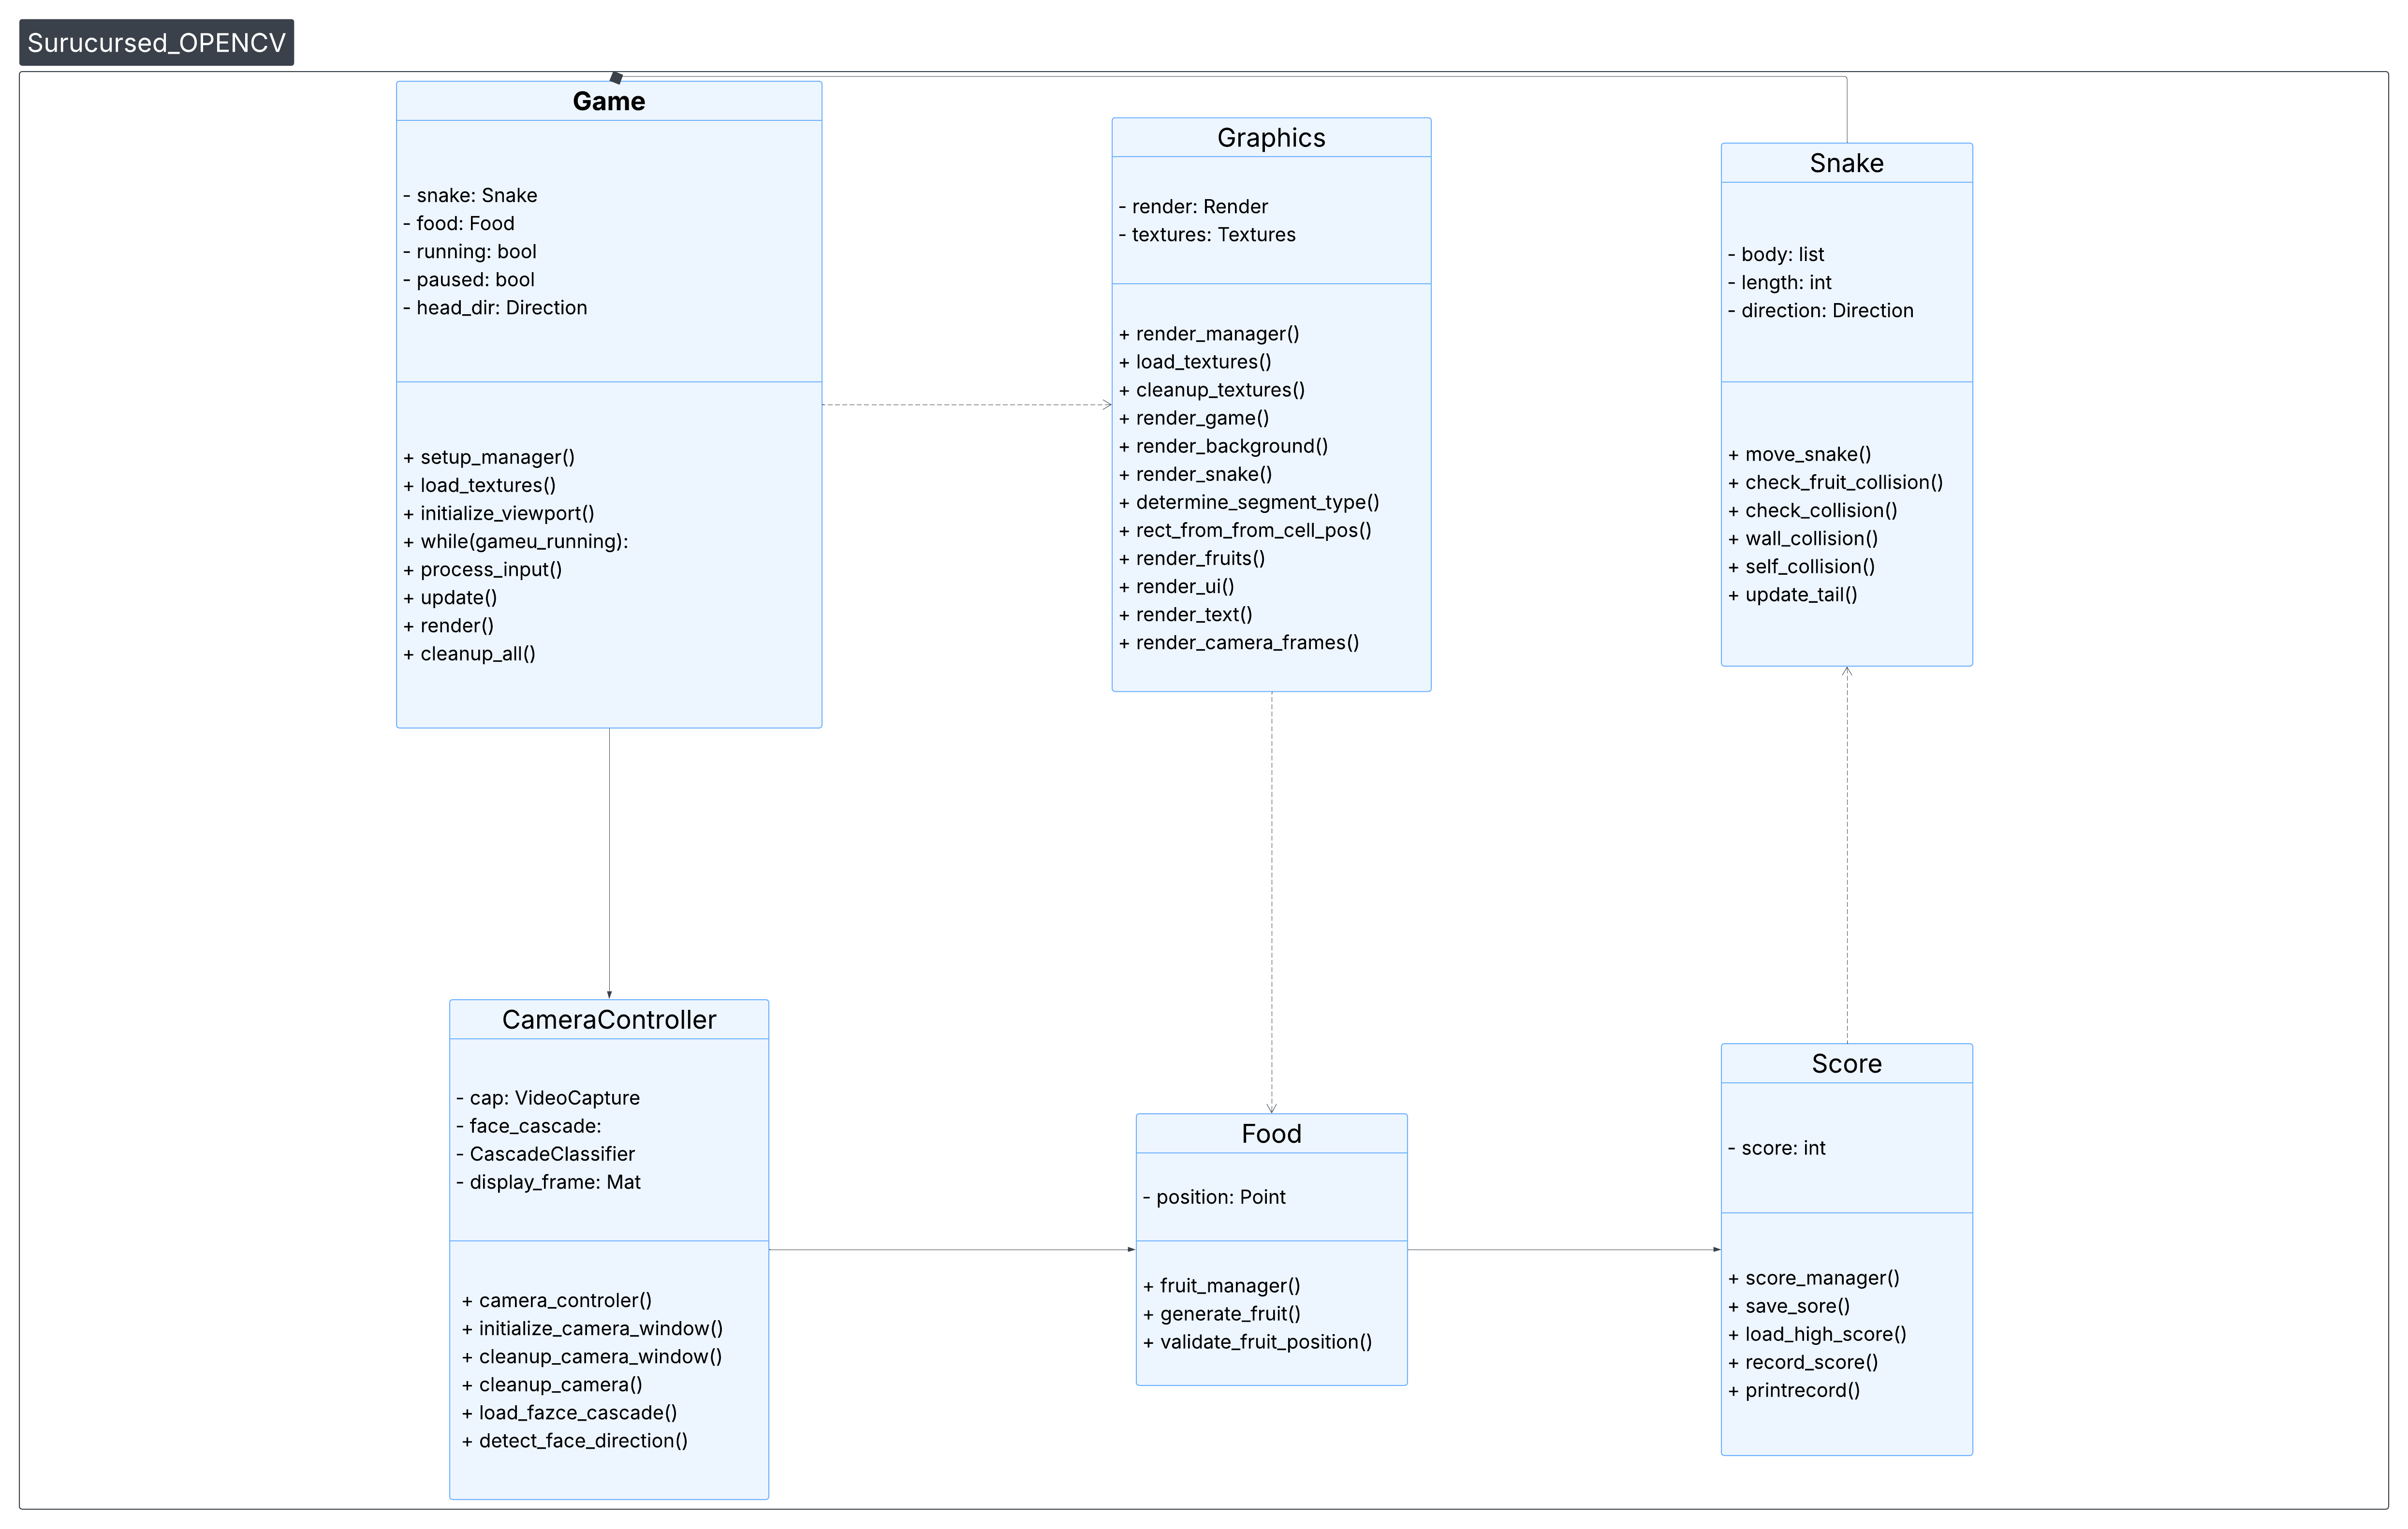 Surucursed_OPENCV
Game
- snake: Snake
- food: Food
- running: bool
- paused: bool
- head_dir: Direction
+ setup_manager()
+ load_textures()
+ initialize_viewport()
+ while(gameu_running):
+ process_input()
+ update()
+ render()
+ cleanup_all()
Graphics
- render: Render
- textures: Textures
+ render_manager()
+ load_textures()
+ cleanup_textures()
+ render_game()
+ render_background()
+ render_snake()
+ determine_segment_type()
+ rect_from_from_cell_pos()
+ render_fruits()
+ render_ui()
+ render_text()
+ render_camera_frames()
Snake
- body: list
- length: int
- direction: Direction
+ move_snake()
+ check_fruit_collision()
+ check_collision()
+ wall_collision()
+ self_collision()
+ update_tail()
CameraController
- cap: VideoCapture
- face_cascade:
- CascadeClassifier
- display_frame: Mat
+ camera_controler()
+ initialize_camera_window()
+ cleanup_camera_window()
+ cleanup_camera()
+ load_fazce_cascade()
+ detect_face_direction()
Food
- position: Point
+ fruit_manager()
+ generate_fruit()
+ validate_fruit_position()
Score
- score: int
+ score_manager()
+ save_sore()
+ load_high_score()
+ record_score()
+ printrecord()